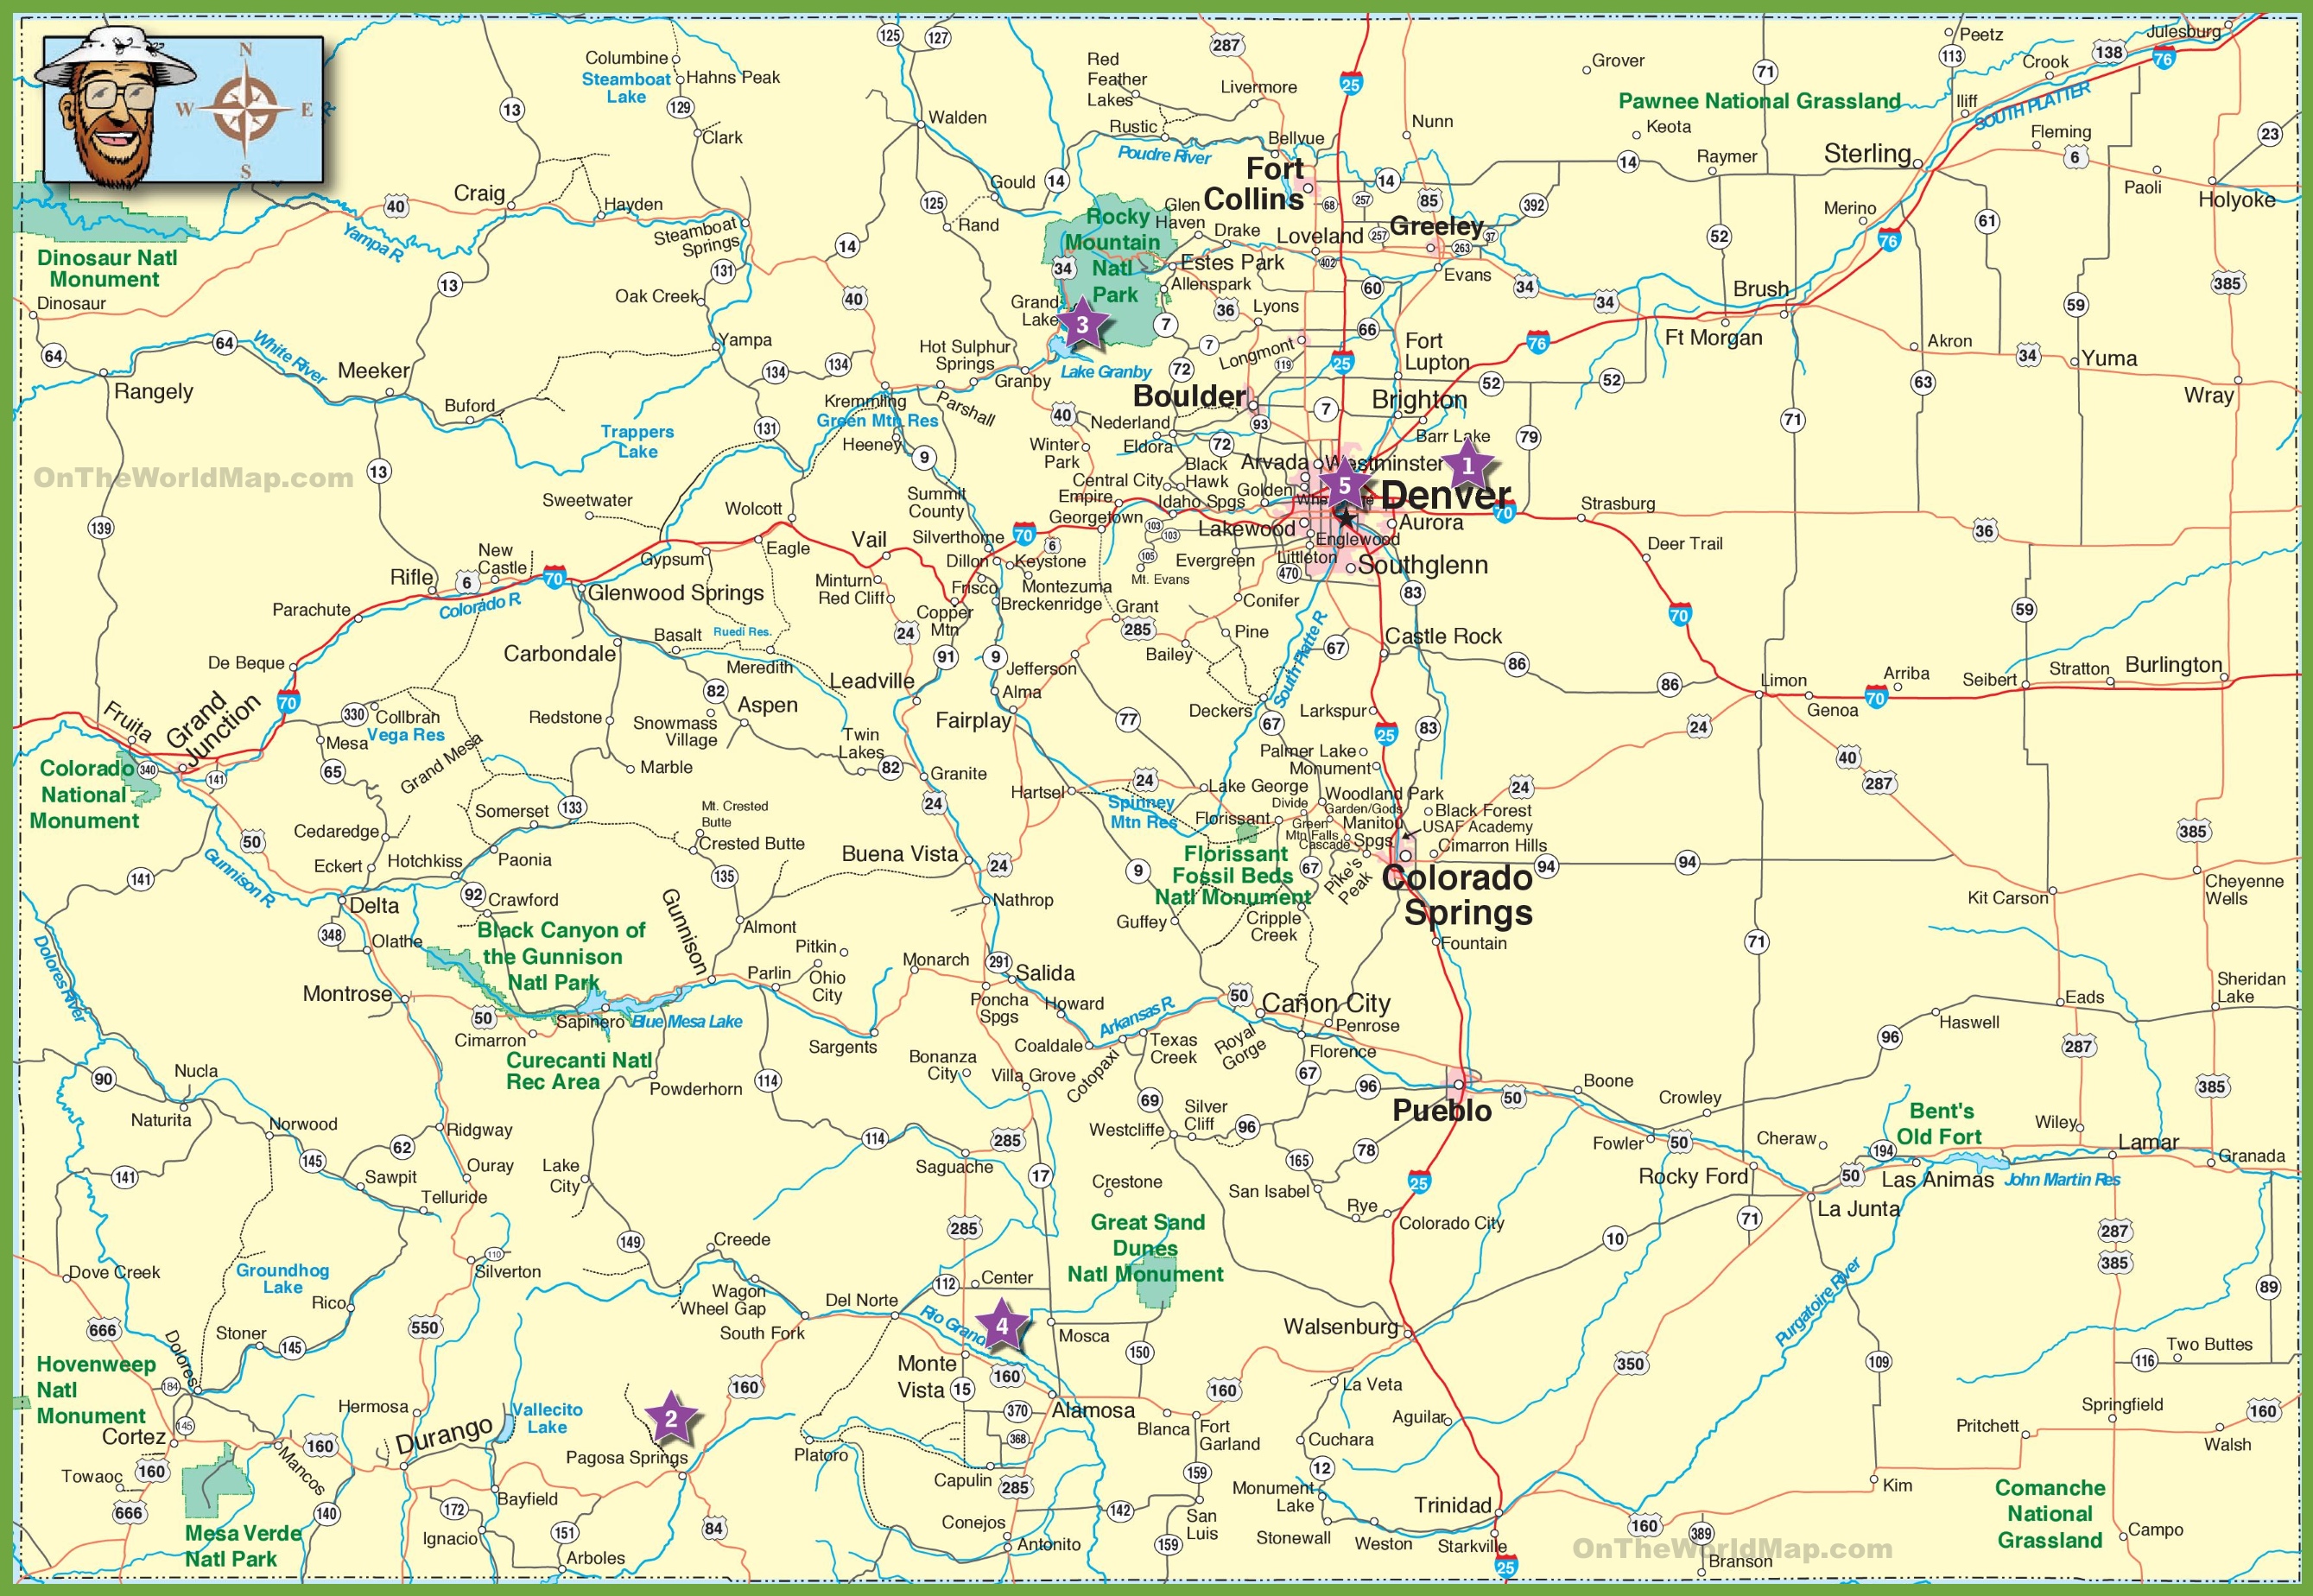 N
W
E
S
125
127
287
25
Peetz
113
138
Julesburg
76
Columbine
Steamboat
Lake
Hahns Peak
129
13
Clark
Red
Feather
Lakes
Livermore
Grover
71
Crook
Iliff
SOUTH PLATTER
Pawnee National Grassland
Walden
Rustic
Bellvue
Poudre River
Nunn
Keota
Raymer
14
Sterling
Fleming
6
23
Paoli
Holyoke
Craig
40
Hayden
Steamboat
Springs
Yampa R
125
Gould
14
Rand
14
Fort
Collins
14
68
257
85
392
Glen
Haven
Drake
Loveland
257
Greeley
37
263
402
Evans
Merino
52
61
76
Rocky
Mountain
Natl
Park
34
Estes Park
Allenspark
Dinosaur Natl
Monument
Dinosaur
13
131
Oak Creek
40
Grand
Lake
3
7
36
Lyons
60
34
34
Brush
59
385
64
64
White River
Yampa
Rangely
Meeker
Buford
134
134
Hot Sulphur
Springs
Granby
Lake Granby
7
72
Longmont
119
66
25
Fort
Lupton
76
Ft Morgan
Akron
34
Yuma
63
Wray
Kremmling
Parshall
Green Mtn Res
Heeney
9
40
Boulder
7
Brighton
52
52
Trappers
Lake
131
Nederland
Eldora
72
93
Barr Lake
79
71
Winter
Park
Arvada
Westminster
1
OnTheWorldMap.com
13
Central City
Black
Hawk
Golden
5
Denver
Sweetwater
Wolcott
Summit
County
Empire
Idaho Spgs
Georgetown
103
103
Lakewood
Aurora
70
Strasburg
36
139
Silverthorne
70
6
105
Mt. Evans
Evergreen
Englewood
Littleton
470
Southglenn
Deer Trail
Rifle
6
New
Castle
70
Gypsum
Eagle
Vail
Dillon
Keystone
Minturn
Red Cliff
Frisco
Montezuma
Breckenridge
Copper
Mtn
Parachute
Colorado R
Glenwood Springs
Grant
285
Conifer
Pine
Bailey
83
70
59
De Beque
Carbondale
Basalt
Ruedi Res.
Meredith
24
91
9
Jefferson
South Platte R
67
Castle Rock
86
86
Limon
Arriba
Seibert
Stratton
Burlington
Fruita
Grand
Junction
70
330
Collbrah
Vega Res
Mesa
65
Grand Mesa
Redstone
82
Snowmass
Village
Aspen
Leadville
Alma
Fairplay
77
Deckers
67
Larkspur
25
83
24
Genoa
70
Colorado
National
Monument
340
141
Marble
Twin
Lakes
82
Granite
Hartsel
24
Lake George
Spinney
Mtn Res
Palmer Lake
Monument
Woodland Park
Divide
Garden/Gods
Black Forest
USAF Academy
24
40
287
Somerset
133
Mt. Crested
Butte
Crested Butte
24
Florissant
Green
Mtn Falls
Cascade
Manitou
Spgs
Cimarron Hills
50
Cedaredge
Eckert
Hotchkiss
Paonia
Gunnison R
141
135
Buena Vista
24
9
Florissant
Fossil Beds
Natl Monument
67
Pike's
Peak
Colorado
Springs
94
94
385
Cheyenne
Wells
Kit Carson
Delta
92
Crawford
348
Olathe
Black Canyon of
the Gunnison
Natl Park
Gunnison
Almont
Pitkin
Ohio
City
Nathrop
Guffey
Cripple
Creek
Fountain
71
Dolores River
Montrose
50
Cimarron
Sapinero
Blue Mesa Lake
Parlin
Monarch
291
Salida
Poncha
Spgs
Howard
Arkansas R.
50
Cañon City
Penrose
Haswell
Eads
Sheridan
Lake
Curecanti Natl
Rec Area
Sargents
Coaldale
Cotopaxi
Texas
Creek
Royal
Gorge
Florence
96
287
90
Nucla
Naturita
Powderhorn
114
Bonanza
City
Villa Grove
67
96
Pueblo
50
Boone
Crowley
385
Norwood
Ridgway
145
62
114
285
Saguache
69
Silver
Cliff
Westcliffe
96
78
165
Fowler
50
Cheraw
Bent's
Old Fort
194
Wiley
Lamar
Granada
141
Sawpit
Ouray
Telluride
Lake
City
17
Crestone
San Isabel
25
Rye
Colorado City
Rocky Ford
50
Las Animas
John Martin Res
La Junta
71
285
149
Creede
Great Sand
Dunes
Natl Monument
10
287
385
Dove Creek
Groundhog
Lake
110
Silverton
Wagon
Wheel Gap
112
Center
Rico
Del Norte
Rio Grand
4
Mosca
South Fork
Walsenburg
Purgatoire River
89
666
Dolores
Stoner
145
550
Hovenweep
Natl
Monument
184
145
Monte
Vista
15
160
150
160
350
109
Two Buttes
116
160
La Veta
Cortez
160
Towaoc
666
Mancos
160
Hermosa
Durango
Vallecito
Lake
2
Pagosa Springs
Platoro
370
Alamosa
368
Blanca
Fort
Garland
Aguilar
Cuchara
Springfield
160
Pritchett
Walsh
Capulin
285
159
12
Monument
Lake
Kim
Comanche
National
Grassland
Mesa Verde
Natl Park
140
172
Bayfield
Ignacio
151
Arboles
84
Conejos
Antonito
142
San
Luis
159
Stonewall
Weston
Trinidad
Starkville
25
160
389
Branson
OnTheWorldMap.com
Campo